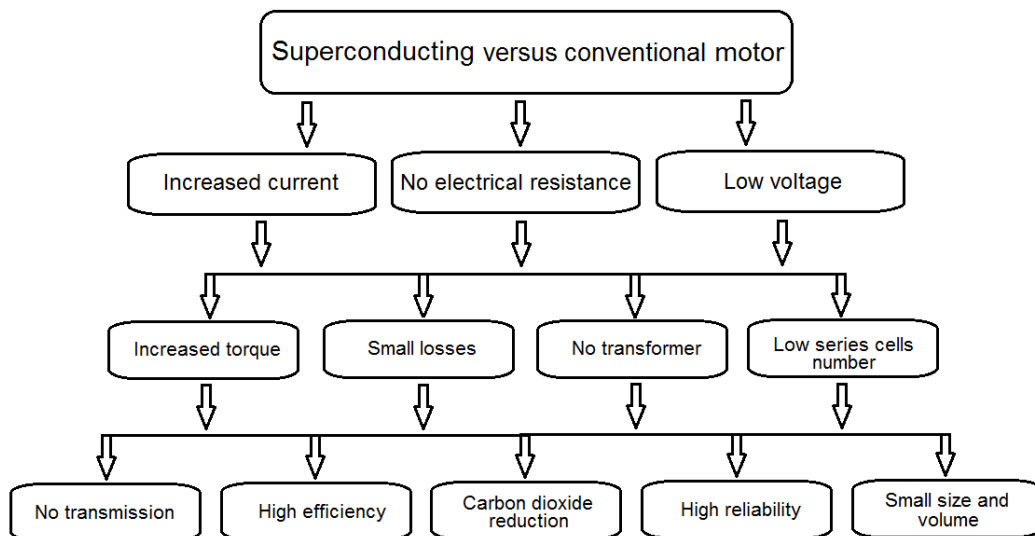 Superconducting versus conventional motor
Increased current
No electrical resistance
Low voltage
Increased torque
Small losses
No transformer
Low series cells
number
No transmission
High efficiency
Carbon dioxide
reduction
High reliability
Small size and
volume